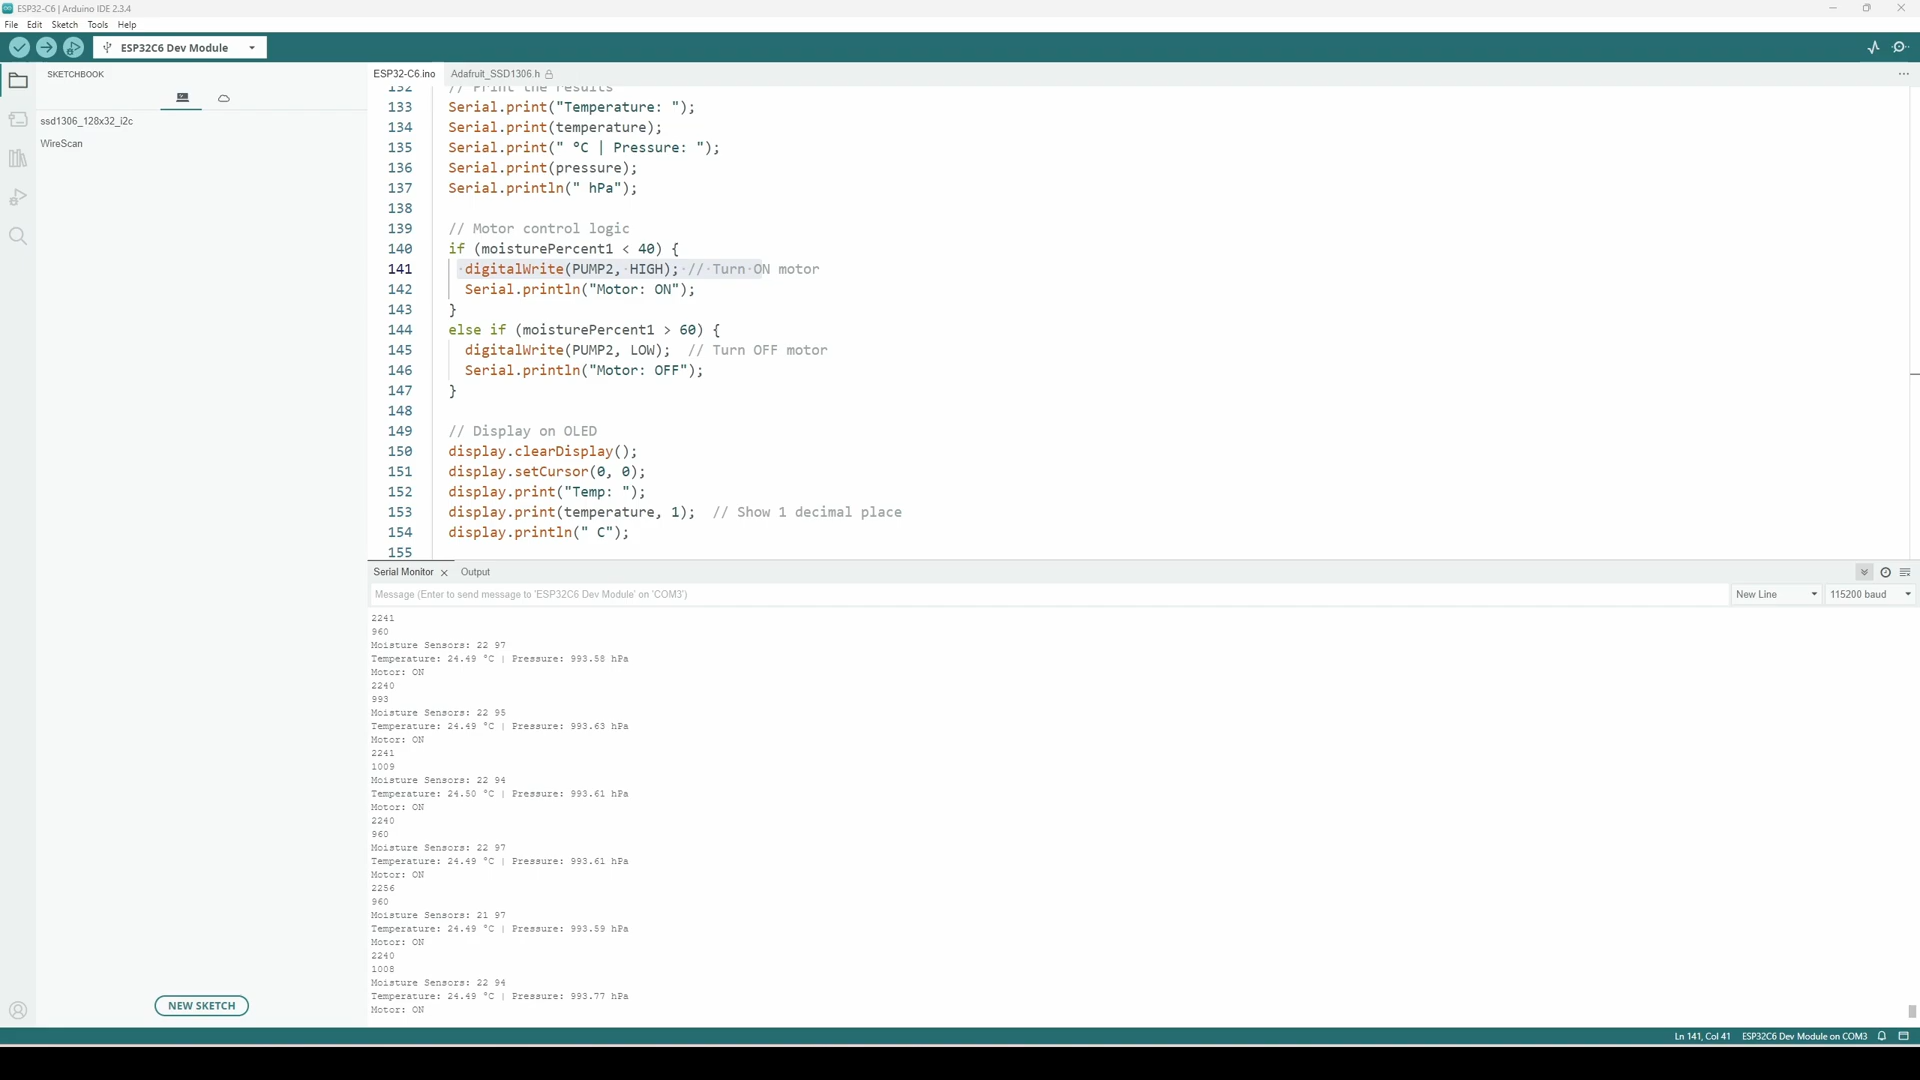 ESP32-C6 | Arduino IDE 2.3.4
File Edit Sketch Tools Help
ESP32C6 Dev Module
SKETCHBOOK
ssd1306_128x32_i2c
WireScan
NEW SKETCH
ESP32-C6.ino Adafruit_SSD1306.h
132 // Print the results
133 Serial.print("Temperature: ");
134 Serial.print(temperature);
135 Serial.print(" °C | Pressure: ");
136 Serial.print(pressure);
137 Serial.println(" hPa");
138
139 // Motor control logic
140 if (moisturePercent1 < 40) {
141 digitalWrite(PUMP2, HIGH); // Turn ON motor
142 Serial.println("Motor: ON");
143 }
144 else if (moisturePercent1 > 60) {
145 digitalWrite(PUMP2, LOW); // Turn OFF motor
146 Serial.println("Motor: OFF");
147 }
148
149 // Display on OLED
150 display.clearDisplay();
151 display.setCursor(0, 0);
152 display.print("Temp: ");
153 display.print(temperature, 1); // Show 1 decimal place
154 display.println(" C");
155
Serial Monitor Output
Message (Enter to send message to 'ESP32C6 Dev Module' on 'COM3') New Line 115200 baud
2241
960
Moisture Sensors: 22 97
Temperature: 24.49 °C | Pressure: 993.58 hPa
Motor: ON
2240
993
Moisture Sensors: 22 95
Temperature: 24.49 °C | Pressure: 993.63 hPa
Motor: ON
2241
1009
Moisture Sensors: 22 94
Temperature: 24.50 °C | Pressure: 993.61 hPa
Motor: ON
2240
960
Moisture Sensors: 22 97
Temperature: 24.49 °C | Pressure: 993.61 hPa
Motor: ON
2256
960
Moisture Sensors: 21 97
Temperature: 24.49 °C | Pressure: 993.59 hPa
Motor: ON
2240
1008
Moisture Sensors: 22 94
Temperature: 24.49 °C | Pressure: 993.77 hPa
Motor: ON
Ln 141, Col 41 ESP32C6 Dev Module on COM3